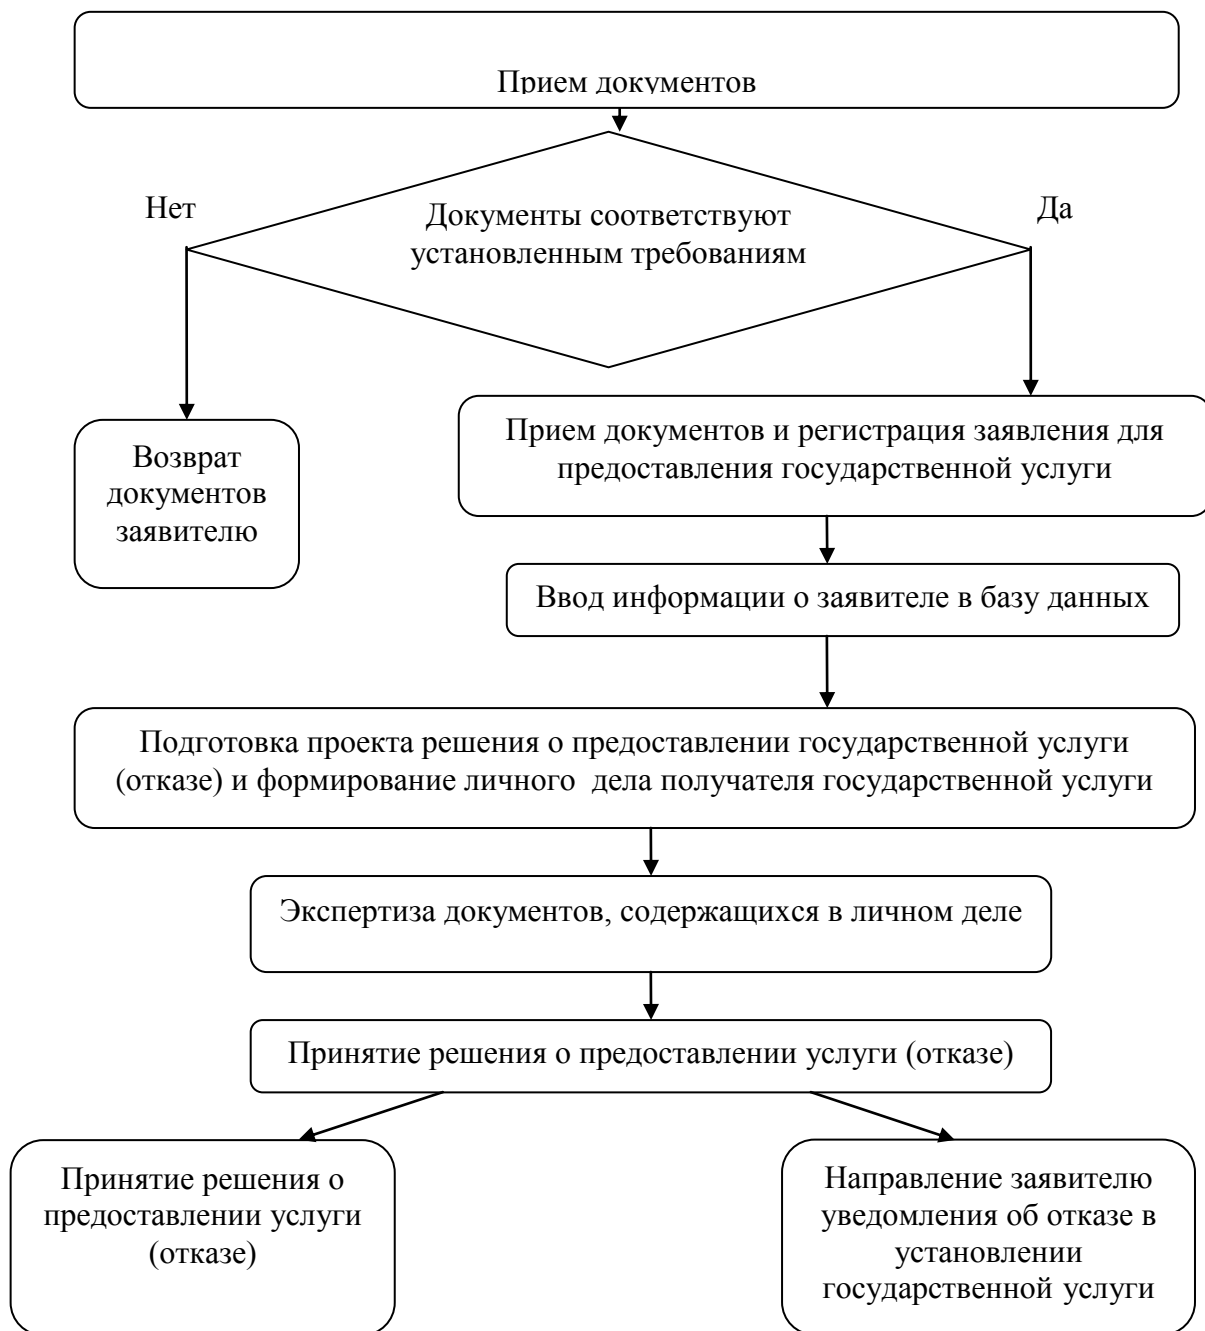 Прием документов
Нет
Да
Документы соответствуют
установленным требованиям
Прием документов и регистрация заявления для
предоставления государственной услуги
Возврат
документов
заявителю
Ввод информации о заявителе в базу данных
Подготовка проекта решения о предоставлении государственной услуги
(отказе) и формирование личного  дела получателя государственной услуги
Экспертиза документов, содержащихся в личном деле
Принятие решения о предоставлении услуги (отказе)
Принятие решения о
предоставлении услуги
(отказе)
Направление заявителю
уведомления об отказе в
установлении
государственной услуги